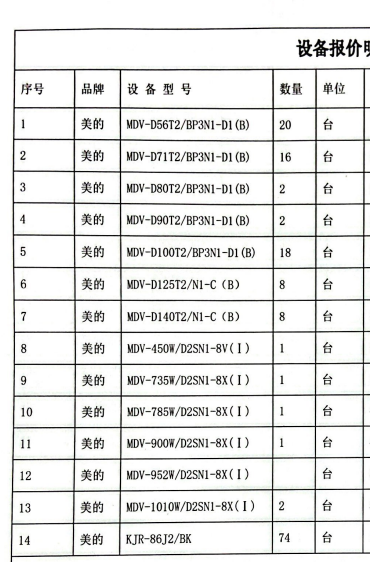 设备报价
序号 品牌 设 备 型 号 数量 单位
1 美的 MDV-D56T2/BP3N1-D1(B) 20 台
2 美的 MDV-D71T2/BP3N1-D1(B) 16 台
3 美的 MDV-D80T2/BP3N1-D1(B) 2 台
4 美的 MDV-D90T2/BP3N1-D1(B) 2 台
5 美的 MDV-D100T2/BP3N1-D1(B) 18 台
6 美的 MDV-D125T2/N1-C（B） 8 台
7 美的 MDV-D140T2/N1-C（B） 8 台
8 美的 MDV-450W/D2SN1-8V(Ⅰ) 1 台
9 美的 MDV-735W/D2SN1-8X(Ⅰ) 1 台
10 美的 MDV-785W/D2SN1-8X(Ⅰ) 1 台
11 美的 MDV-900W/D2SN1-8X(Ⅰ) 1 台
12 美的 MDV-952W/D2SN1-8X(Ⅰ) 台
13 美的 MDV-1010W/D2SN1-8X(Ⅰ) 2 台
14 美的 KJR-86J2/BK 74 台